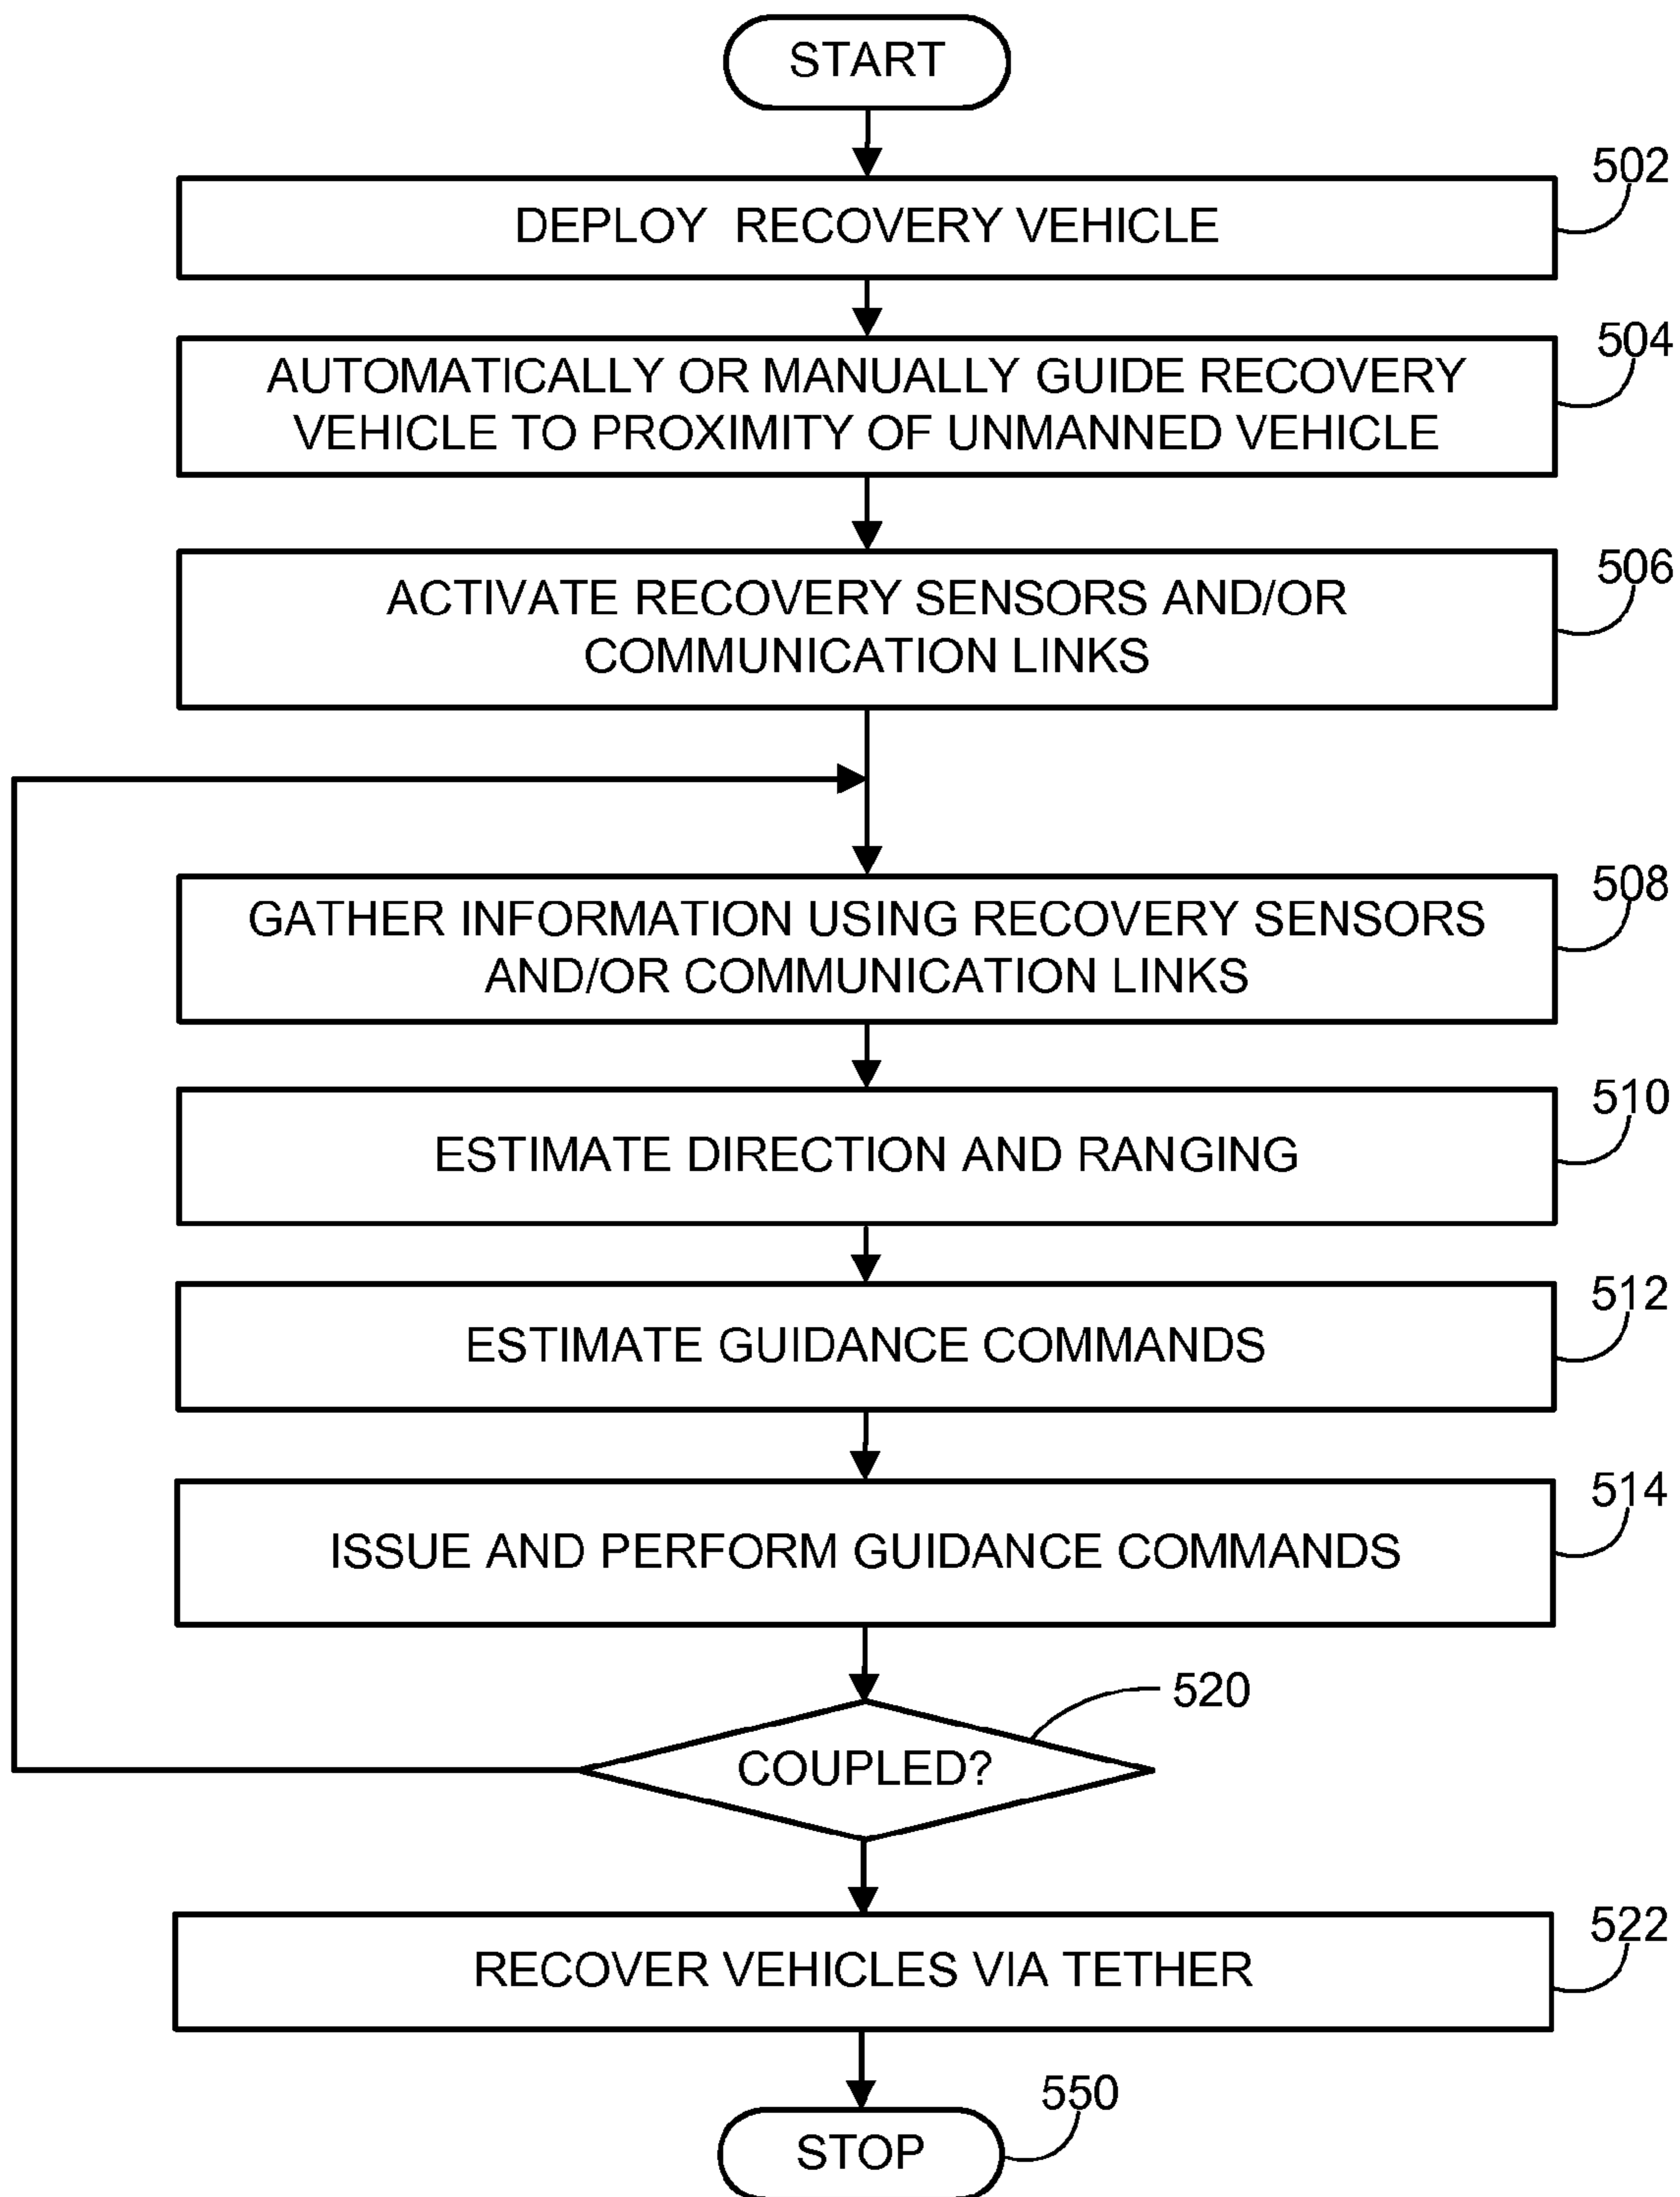 START
502
DEPLOY RECOVERY VEHICLE
504
AUTOMATICALLY OR MANUALLY GUIDE RECOVERY
VEHICLE TO PROXIMITY OF UNMANNED VEHICLE
506
ACTIVATE RECOVERY SENSORS AND/OR
COMMUNICATION LINKS
508
GATHER INFORMATION USING RECOVERY SENSORS
AND/OR COMMUNICATION LINKS
510
ESTIMATE DIRECTION AND RANGING
512
ESTIMATE GUIDANCE COMMANDS
514
ISSUE AND PERFORM GUIDANCE COMMANDS
520
COUPLED?
522
RECOVER VEHICLES VIA TETHER
550
STOP